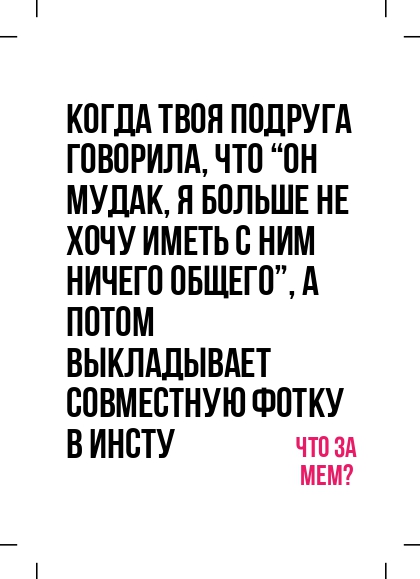 КОГДА ТВОЯ ПОДРУГА
ГОВОРИЛА, ЧТО “ОН
МУДАК, Я БОЛЬШЕ НЕ
ХОЧУ ИМЕТЬ С НИМ
НИЧЕГО ОБЩЕГО”, А
ПОТОМ
ВЫКЛАДЫВАЕТ
СОВМЕСТНУЮ ФОТКУ
В ИНСТУ
ЧТО ЗА
МЕМ?